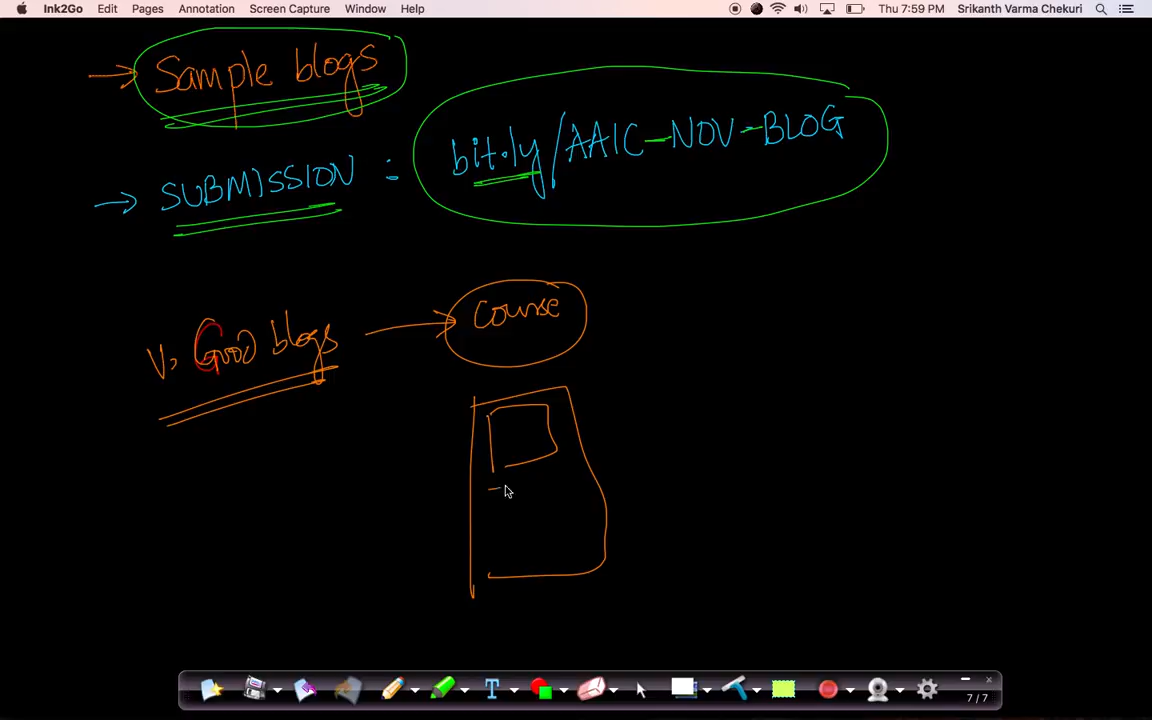 Ink2Go Edit Pages Annotation Screen Capture Window Help Thu 7:59 PM Srikanth Varma Chekuri
→ Sample blogs
→ SUBMISSION : bit.ly/AAIC-NOV-BLOG
V. Good blogs → course
7/7